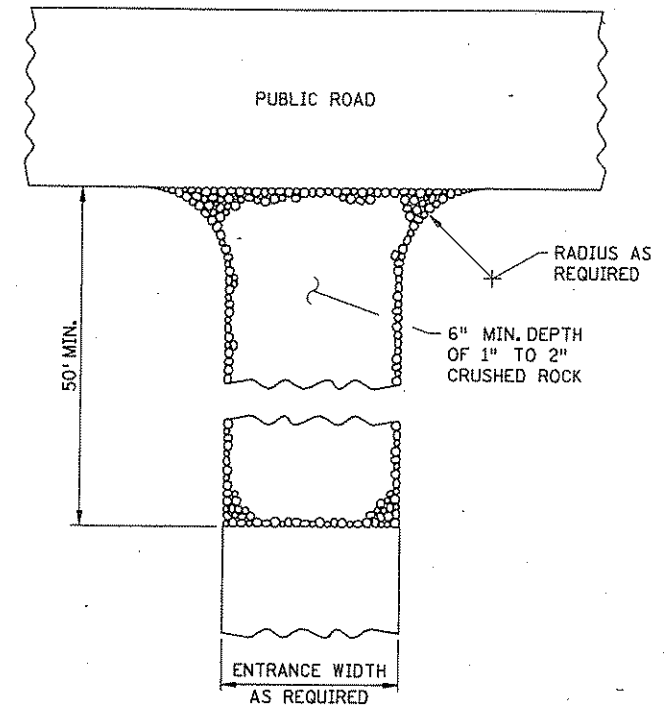 PUBLIC ROAD
RADIUS AS
REQUIRED
6" MIN. DEPTH
OF 1" TO 2"
CRUSHED ROCK
50' MIN.
ENTRANCE WIDTH
AS REQUIRED